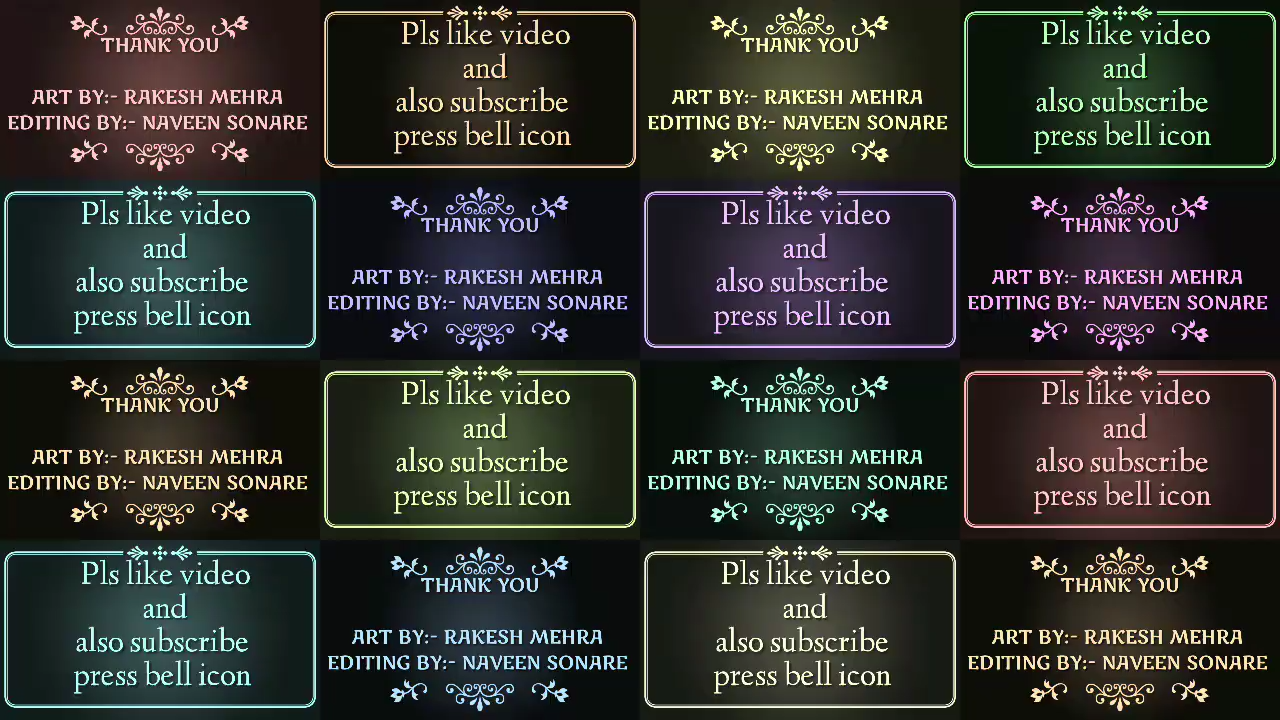 THANK YOU
ART BY:- RAKESH MEHRA
EDITING BY:- NAVEEN SONARE
Pls like video
and
also subscribe
press bell icon
THANK YOU
ART BY:- RAKESH MEHRA
EDITING BY:- NAVEEN SONARE
Pls like video
and
also subscribe
press bell icon
Pls like video
and
also subscribe
press bell icon
THANK YOU
ART BY:- RAKESH MEHRA
EDITING BY:- NAVEEN SONARE
Pls like video
and
also subscribe
press bell icon
THANK YOU
ART BY:- RAKESH MEHRA
EDITING BY:- NAVEEN SONARE
THANK YOU
ART BY:- RAKESH MEHRA
EDITING BY:- NAVEEN SONARE
Pls like video
and
also subscribe
press bell icon
THANK YOU
ART BY:- RAKESH MEHRA
EDITING BY:- NAVEEN SONARE
Pls like video
and
also subscribe
press bell icon
Pls like video
and
also subscribe
press bell icon
THANK YOU
ART BY:- RAKESH MEHRA
EDITING BY:- NAVEEN SONARE
Pls like video
and
also subscribe
press bell icon
THANK YOU
ART BY:- RAKESH MEHRA
EDITING BY:- NAVEEN SONARE